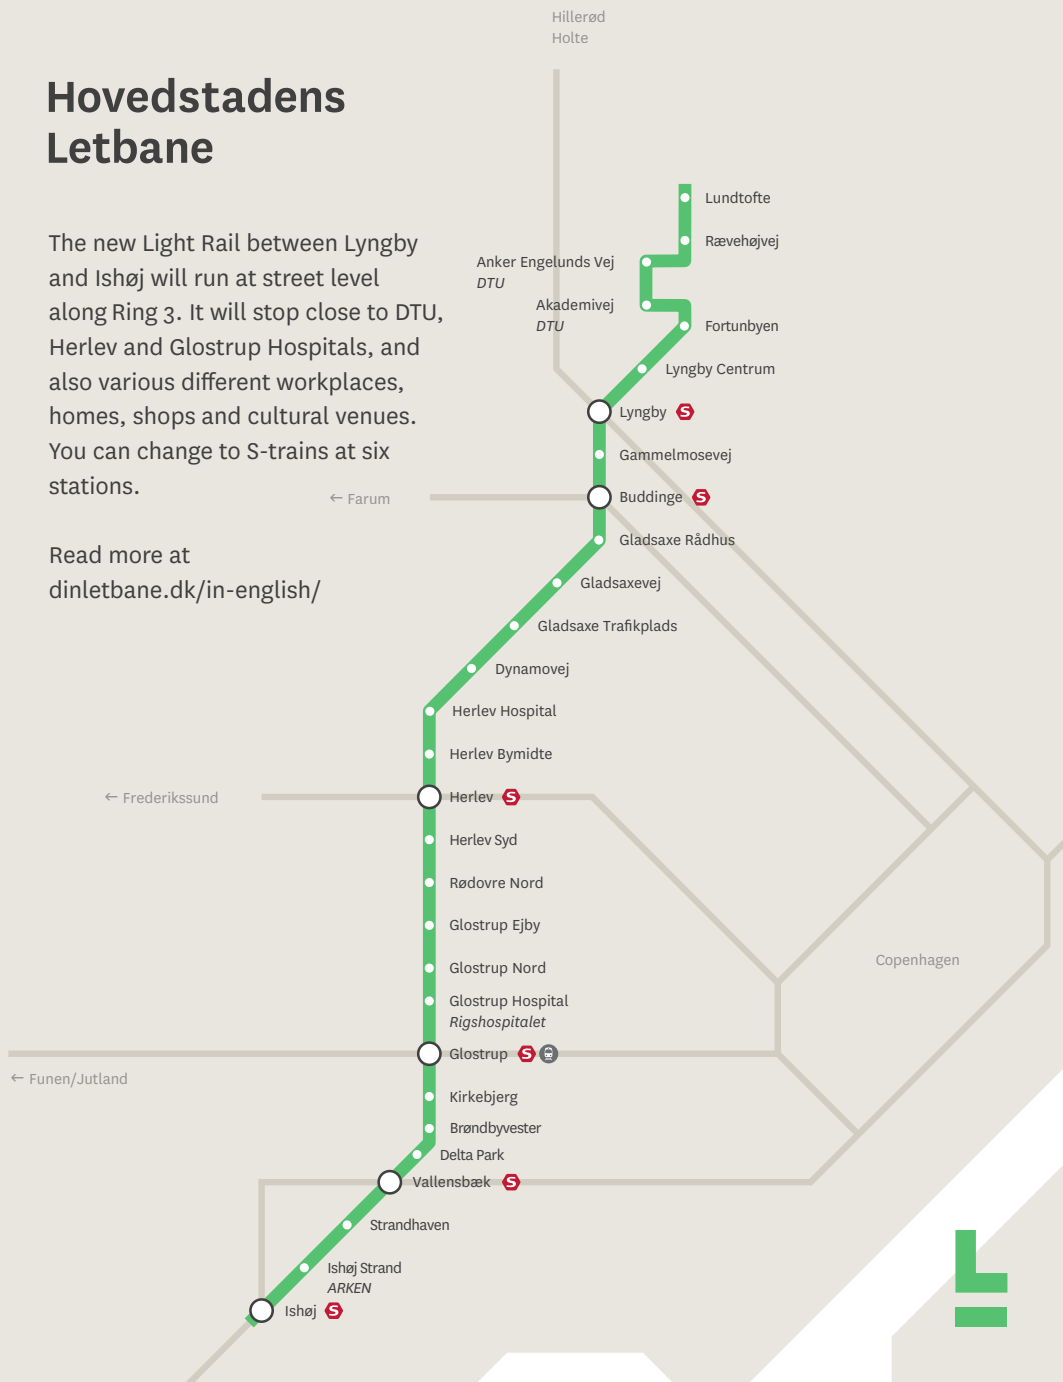 Hillerød
Holte
Hovedstadens
Letbane
The new Light Rail between Lyngby
and Ishøj will run at street level
along Ring 3. It will stop close to DTU,
Herlev and Glostrup Hospitals, and
also various different workplaces,
homes, shops and cultural venues.
You can change to S-trains at six
stations.
Read more at
dinletbane.dk/in-english/
Lundtofte
Rævehøjvej
Anker Engelunds Vej
DTU
Akademivej
DTU
Fortunbyen
Lyngby Centrum
Lyngby S
Gammelmosevej
← Farum
Buddinge S
Gladsaxe Rådhus
Gladsaxevej
Gladsaxe Trafikplads
Dynamovej
Herlev Hospital
Herlev Bymidte
← Frederikssund
Herlev S
Herlev Syd
Rødovre Nord
Glostrup Ejby
Copenhagen
Glostrup Nord
Glostrup Hospital
Rigshospitalet
Glostrup S
← Funen/Jutland
Kirkebjerg
Brøndbyvester
Delta Park
Vallensbæk S
Strandhaven
Ishøj Strand
ARKEN
Ishøj S